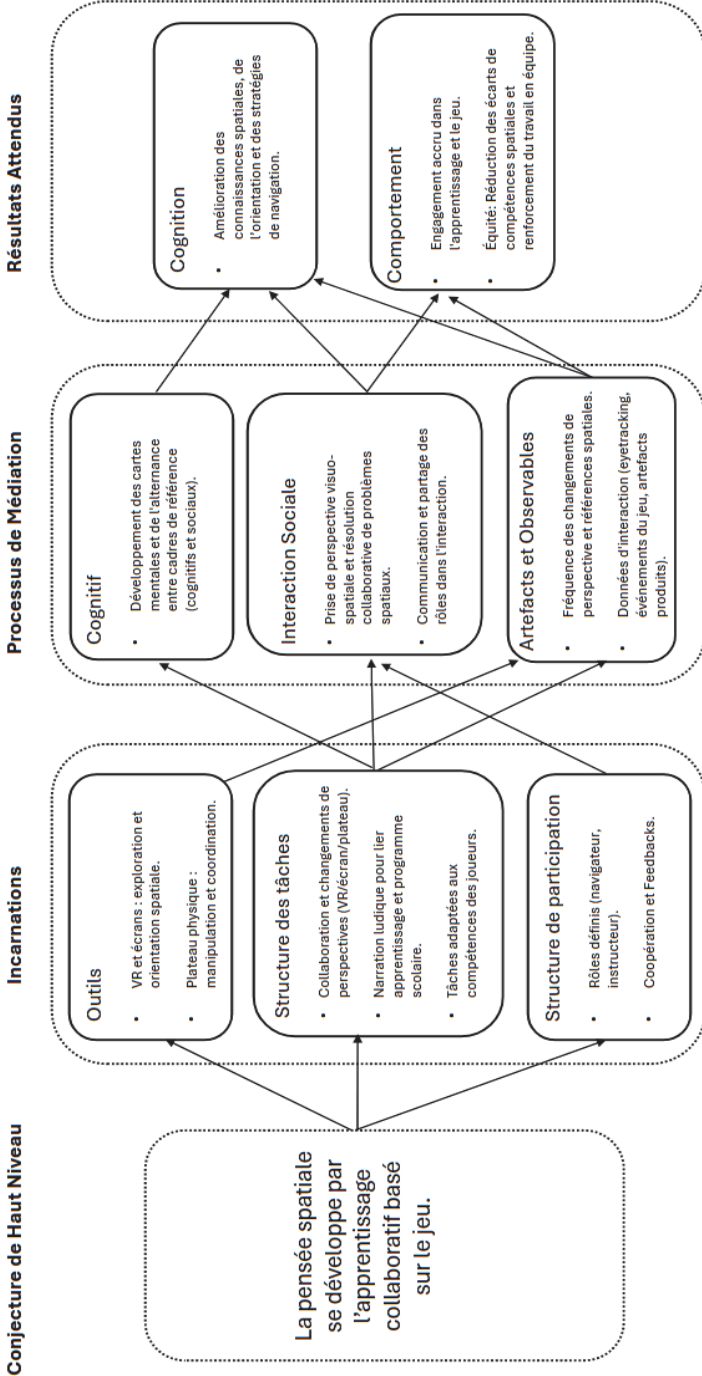 Conjecture de Haut Niveau
La pensée spatiale
se développe par
l'apprentissage
collaboratif basé
sur le jeu.
Incarnations
Outils
• VR et écrans : exploration et
orientation spatiale.
• Plateau physique :
manipulation et coordination.
Structure des tâches
• Collaboration et changements de
perspectives (VR/écran/plateau).
• Narration ludique pour lier
apprentissage et programme
scolaire.
• Tâches adaptées aux
compétences des joueurs.
Structure de participation
• Rôles définis (navigateur,
instructeur).
• Coopération et Feedbacks.
Processus de Médiation
Cognitif
• Développement des cartes
mentales et de l'alternance
entre cadres de référence
(cognitifs et sociaux).
Interaction Sociale
• Prise de perspective visuo-
spatiale et résolution
collaborative de problèmes
spatiaux.
• Communication et partage des
rôles dans l'interaction.
Artefacts et Observables
• Fréquence des changements de
perspective et références spatiales.
• Données d'interaction (eyetracking,
événements du jeu, artefacts
produits).
Résultats Attendus
Cognition
• Amélioration des
connaissances spatiales, de
l'orientation et des stratégies
de navigation.
Comportement
• Engagement accru dans
l'apprentissage et le jeu.
• Équité: Réduction des écarts de
compétences spatiales et
renforcement du travail en équipe.